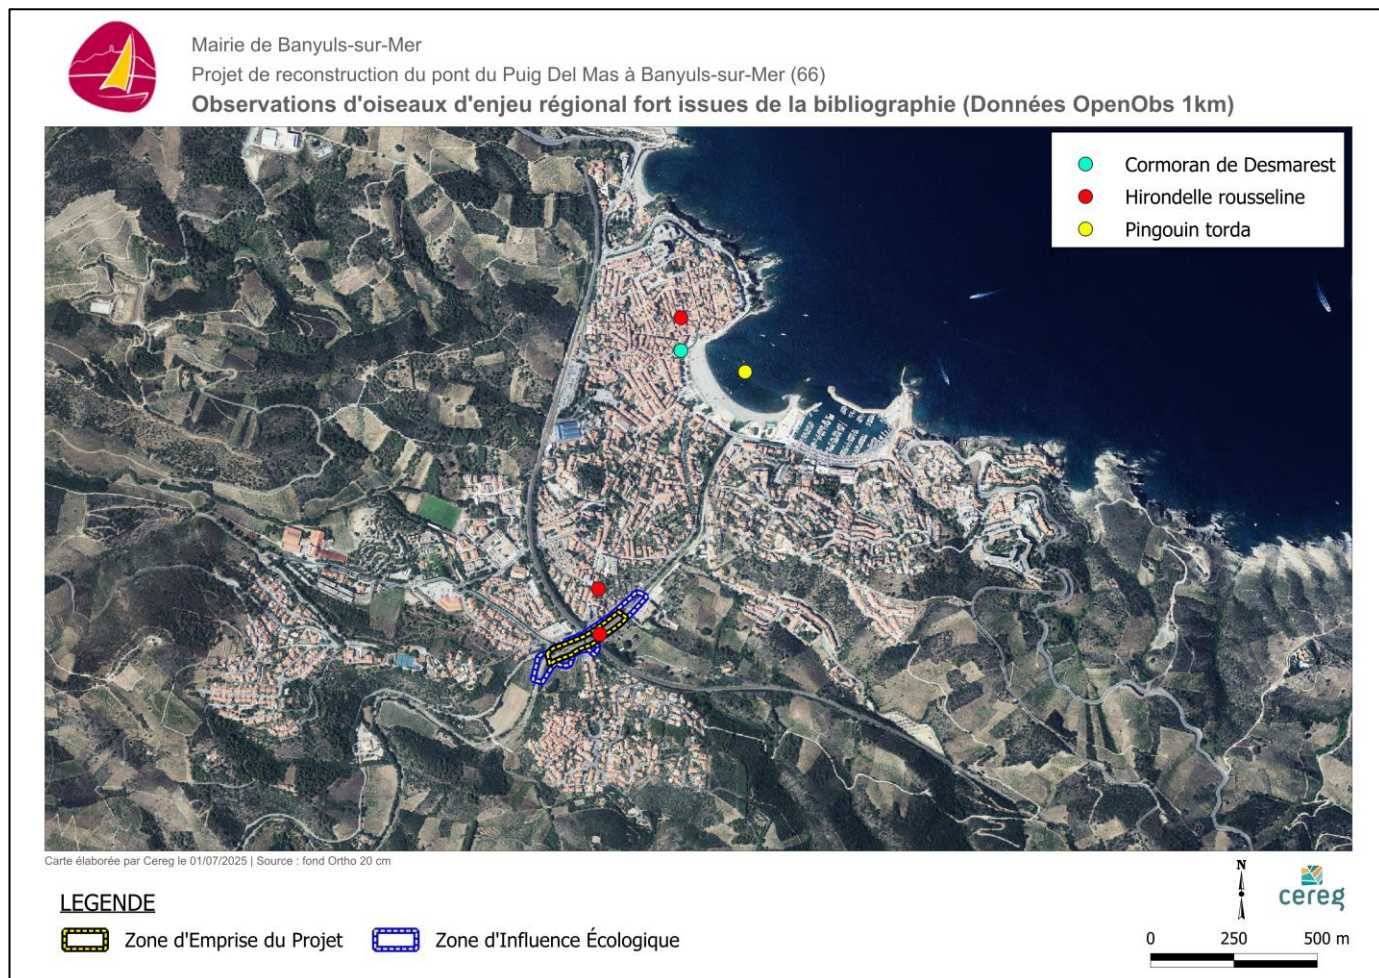 Mairie de Banyuls-sur-Mer
Projet de reconstruction du pont du Puig Del Mas à Banyuls-sur-Mer (66)
Observations d'oiseaux d'enjeu régional fort issues de la bibliographie (Données OpenObs 1km)
Cormoran de Desmarest
Hirondelle rousseline
Pingouin torda
Carte élaborée par Cereg le 01/07/2025 | Source : fond Ortho 20 cm
LEGENDE
Zone d'Emprise du Projet
Zone d'Influence Écologique
N
cereg
0 250 500 m